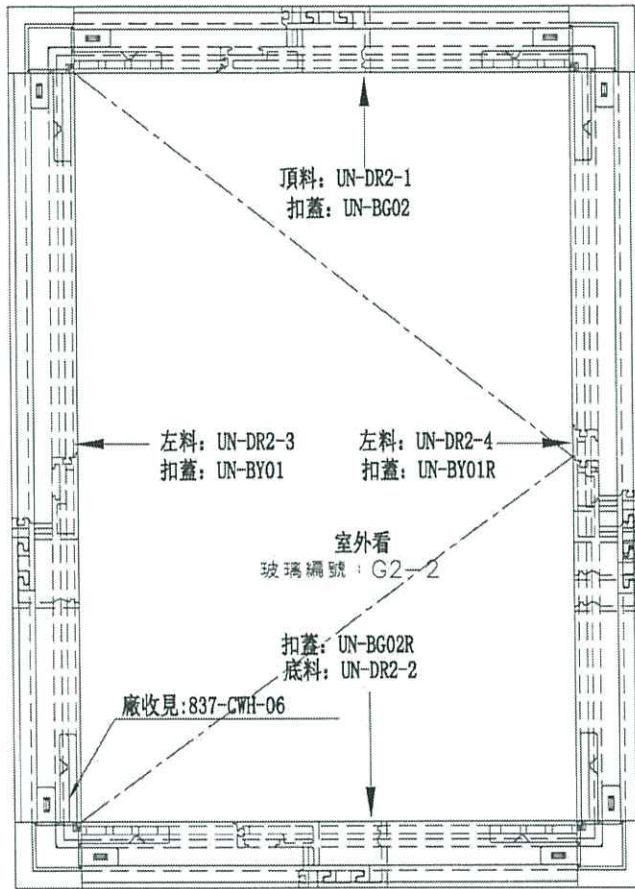 頂料: UN-DR2-1
扣蓋: UN-BG02
左料: UN-DR2-3
扣蓋: UN-BY01
左料: UN-DR2-4
扣蓋: UN-BY01R
室外看
玻璃編號：G2-2
扣蓋: UN-BG02R
底料: UN-DR2-2
廠收見:837-CWH-06